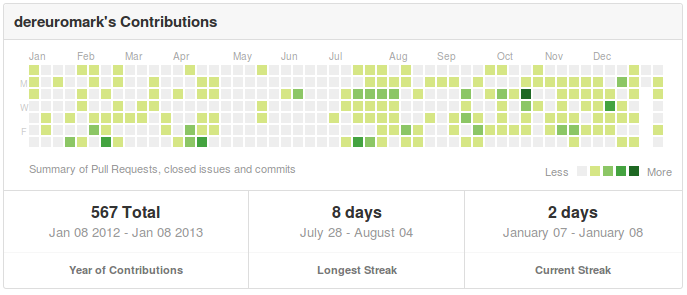 dereuromark's Contributions
Jan Feb Mar Apr May Jun Jul Aug Sep Oct Nov Dec
M
W
F
Summary of Pull Requests, closed issues and commits
Less More
567 Total 8 days 2 days
Jan 08 2012 - Jan 08 2013 July 28 - August 04 January 07 - January 08
Year of Contributions Longest Streak Current Streak